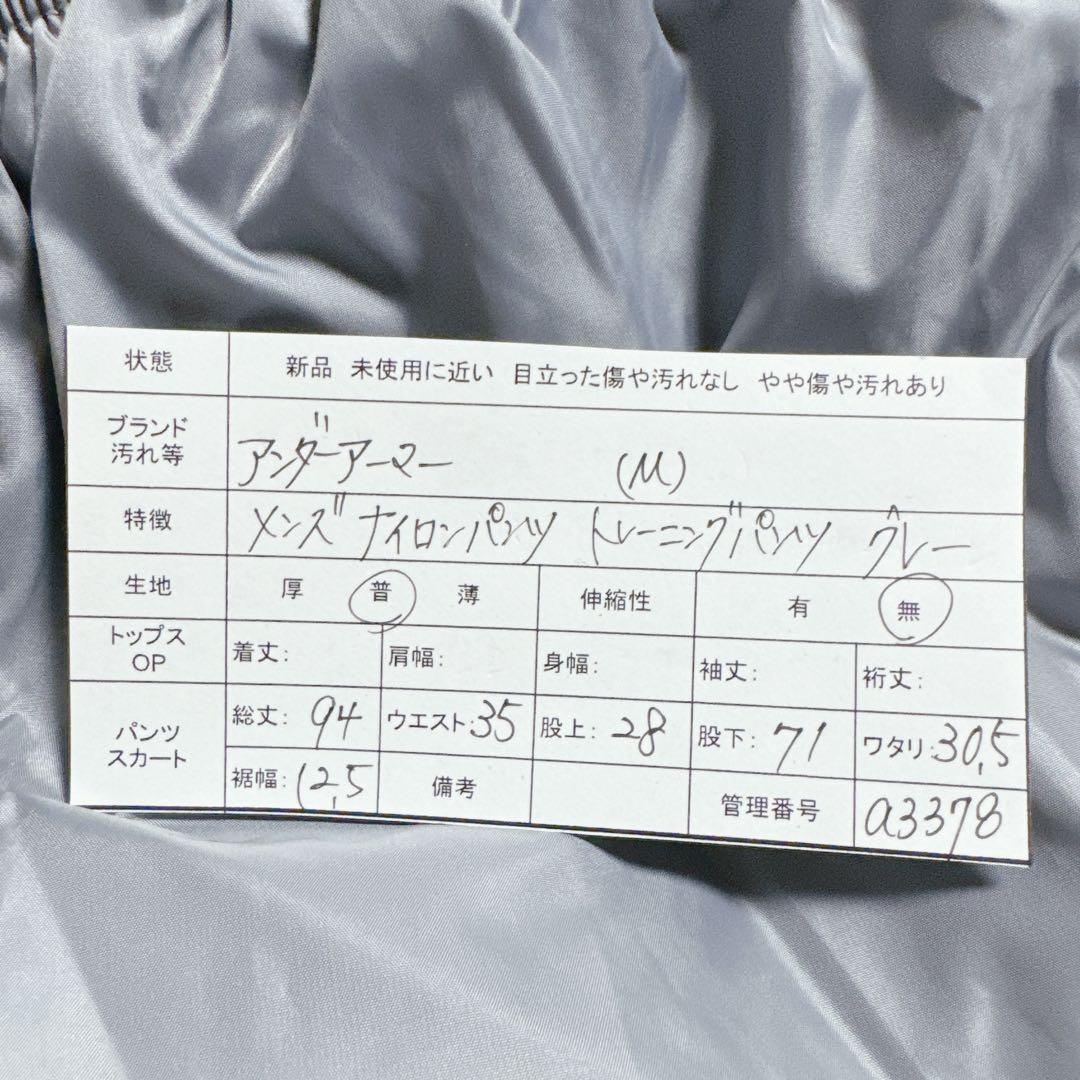 状態 新品 未使用に近い 目立った傷や汚れなし やや傷や汚れあり
ブランド
汚れ等 アンダーアーマー (M)
特徴 メンズ ナイロンパンツ トレーニングパンツ グレー
生地 厚 普 薄 伸縮性 有 無
トップス
OP 着丈: 肩幅: 身幅: 袖丈: 裄丈:
パンツ
スカート 総丈: 94 ウエスト: 35 股上: 28 股下: 71 ワタリ: 30,5
裾幅: 12,5 備考 管理番号 a3378